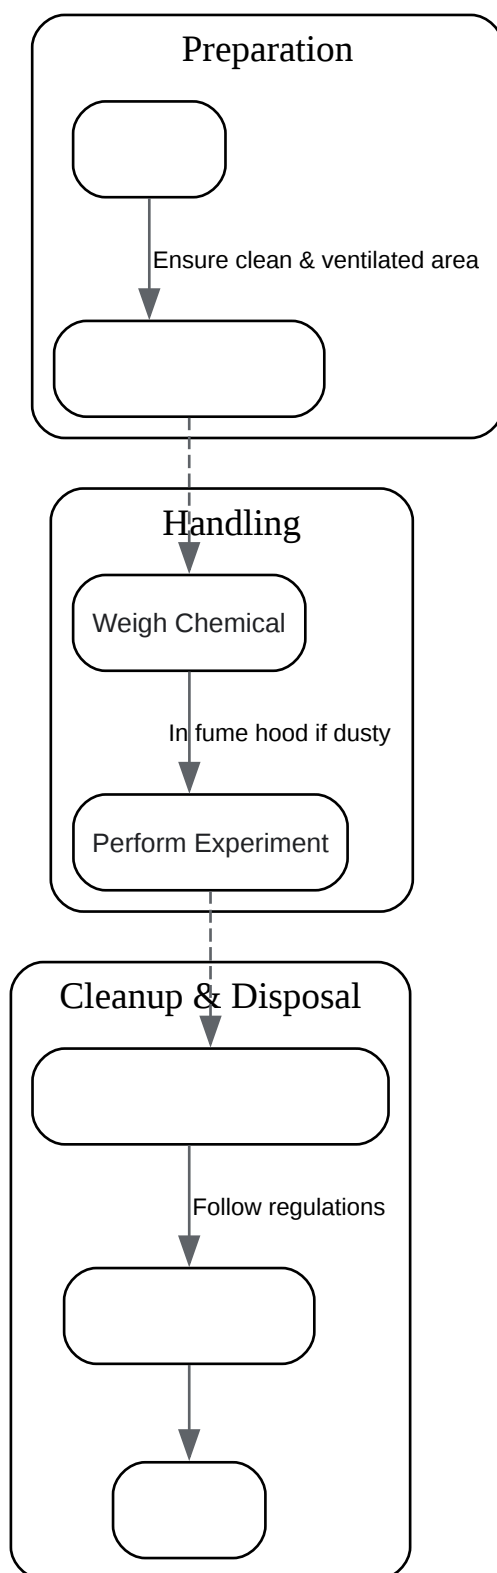 Preparation
Ensure clean & ventilated area
Handling
Weigh Chemical
In fume hood if dusty
Perform Experiment
Cleanup & Disposal
Follow regulations